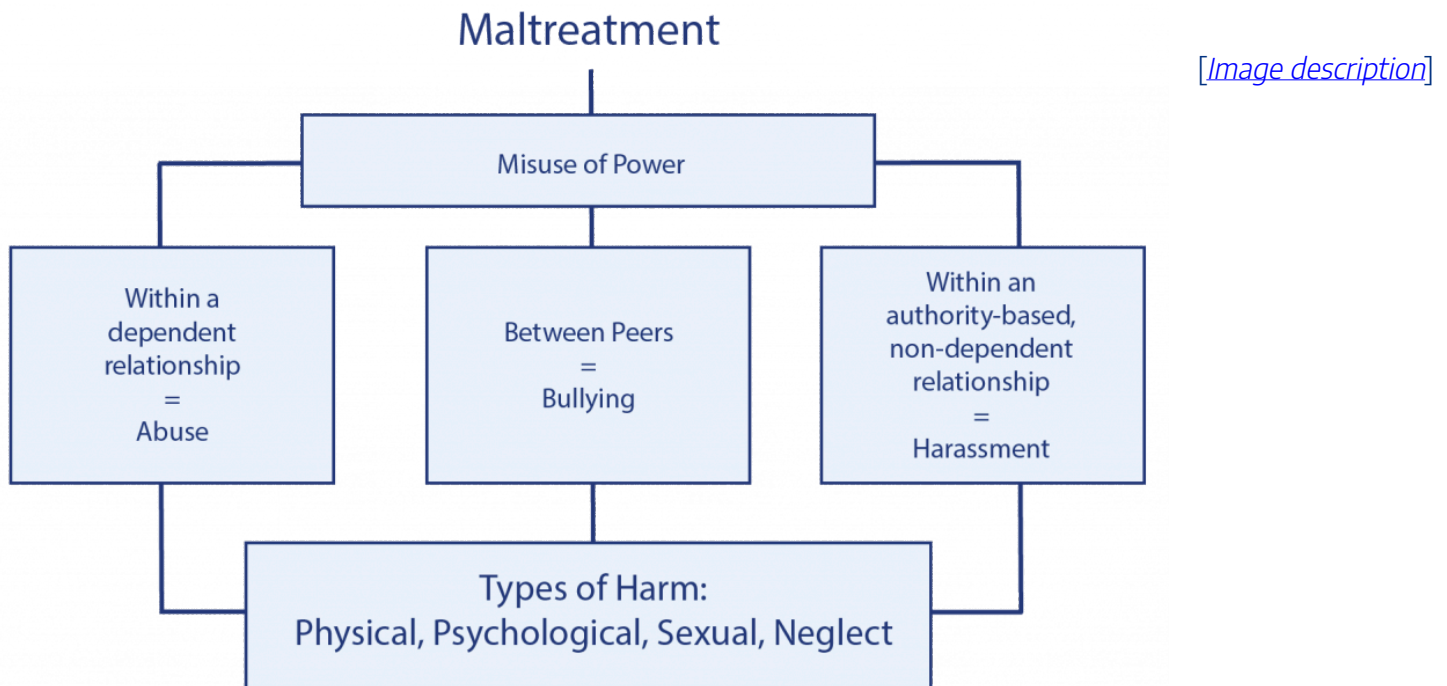 Maltreatment
[Image description]
Misuse of Power
Within a
dependent
relationship
=
Abuse
Between Peers
=
Bullying
Within an
authority-based,
non-dependent
relationship
=
Harassment
Types of Harm:
Physical, Psychological, Sexual, Neglect